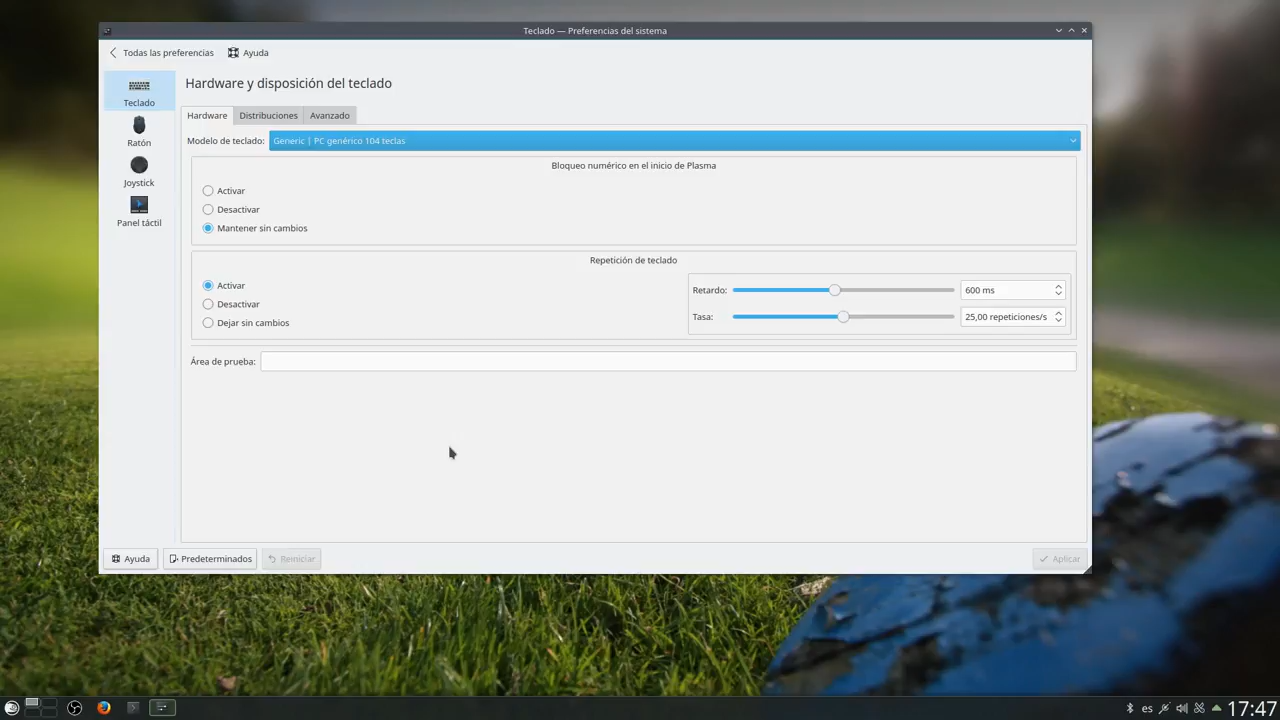 Teclado — Preferencias del sistema
Todas las preferencias
Ayuda
Teclado
Ratón
Joystick
Panel táctil
Hardware y disposición del teclado
Hardware
Distribuciones
Avanzado
Modelo de teclado: Generic | PC genérico 104 teclas
Bloqueo numérico en el inicio de Plasma
Activar
Desactivar
Mantener sin cambios
Repetición de teclado
Activar
Desactivar
Dejar sin cambios
Retardo: 600 ms
Tasa: 25,00 repeticiones/s
Área de prueba:
Ayuda
Predeterminados
Reiniciar
Aplicar
es
17:47